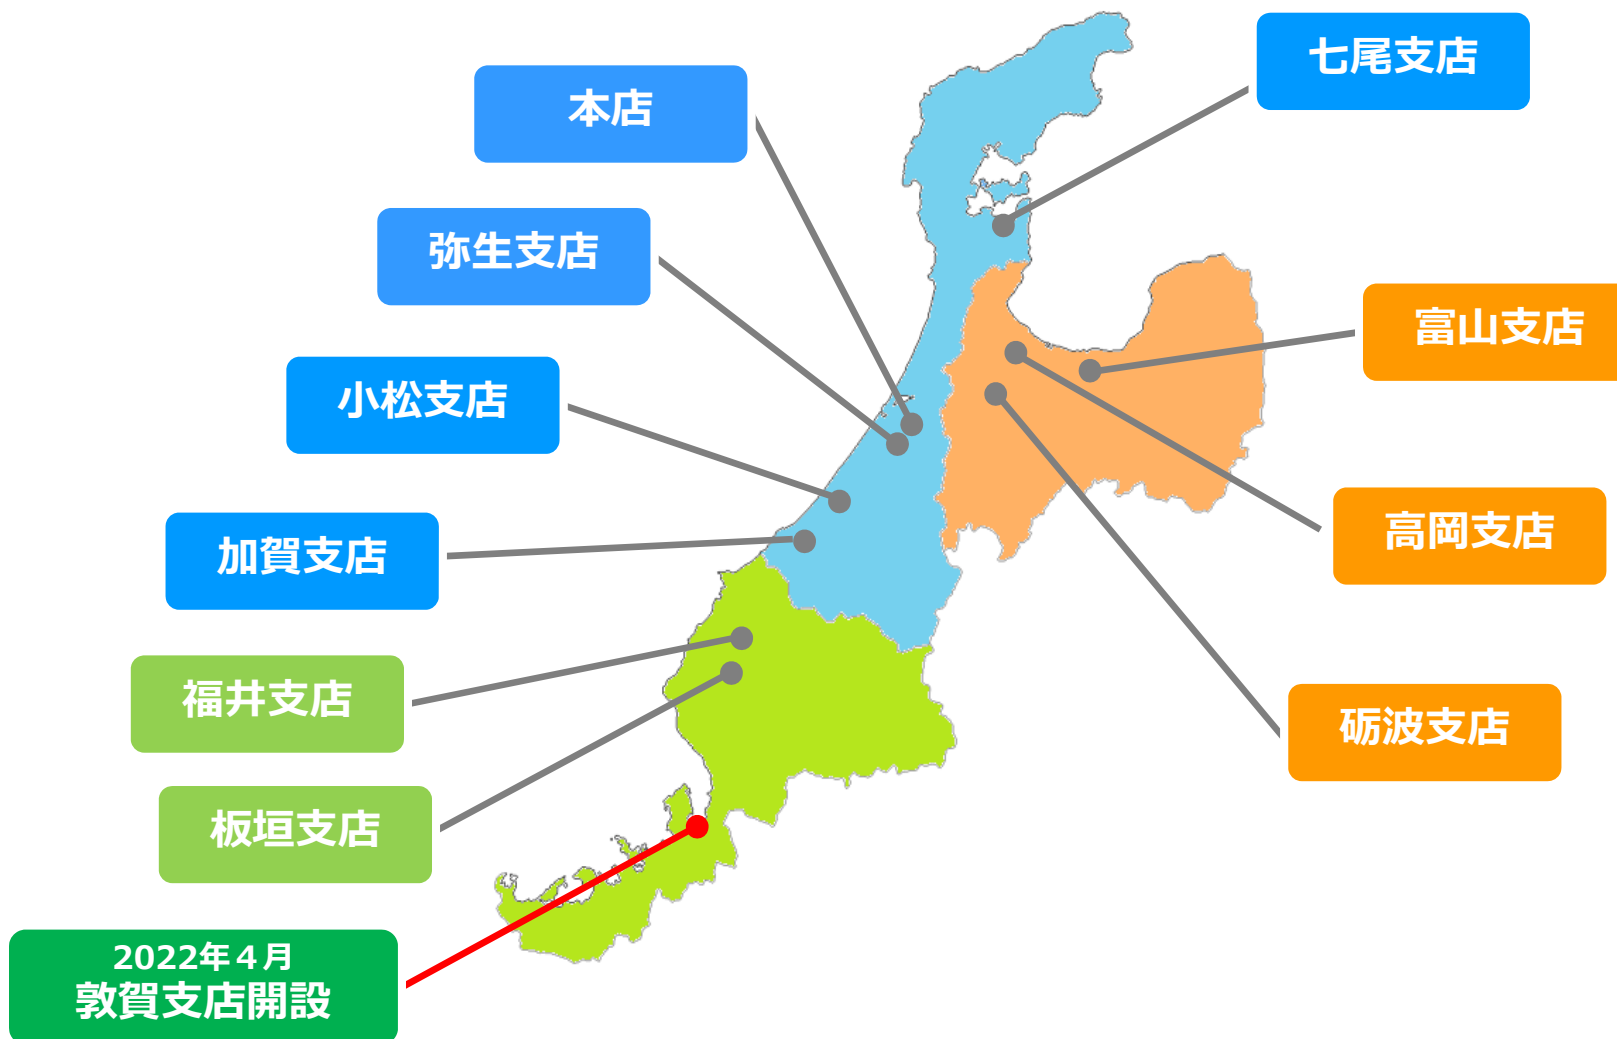 七尾支店
本店
弥生支店
富山支店
小松支店
高岡支店
加賀支店
福井支店
砺波支店
板垣支店
2022年４月
敦賀支店開設